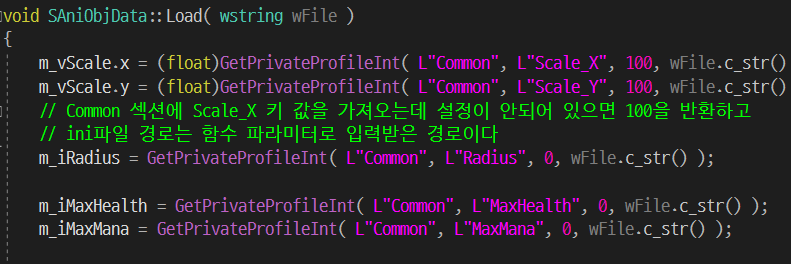 void SAniObjData::Load( wstring wFile )
{
m_vScale.x = (float)GetPrivateProfileInt( L"Common", L"Scale_X", 100, wFile.c_str()
m_vScale.y = (float)GetPrivateProfileInt( L"Common", L"Scale_Y", 100, wFile.c_str()
// Common 섹션에 Scale_X 키 값을 가져오는데 설정이 안되어 있으면 100을 반환하고
// ini파일 경로는 함수 파라미터로 입력받은 경로이다
m_iRadius = GetPrivateProfileInt( L"Common", L"Radius", 0, wFile.c_str() );
m_iMaxHealth = GetPrivateProfileInt( L"Common", L"MaxHealth", 0, wFile.c_str() );
m_iMaxMana = GetPrivateProfileInt( L"Common", L"MaxMana", 0, wFile.c_str() );